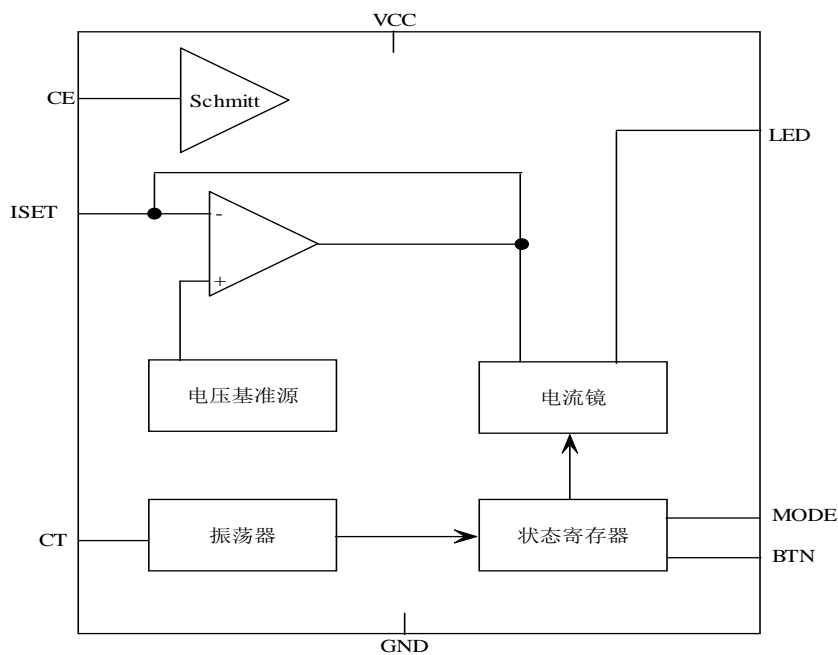 VCC
CE
Schmitt
LED
ISET
-
+
电压基准源
电流镜
CT
振荡器
状态寄存器
MODE
BTN
GND